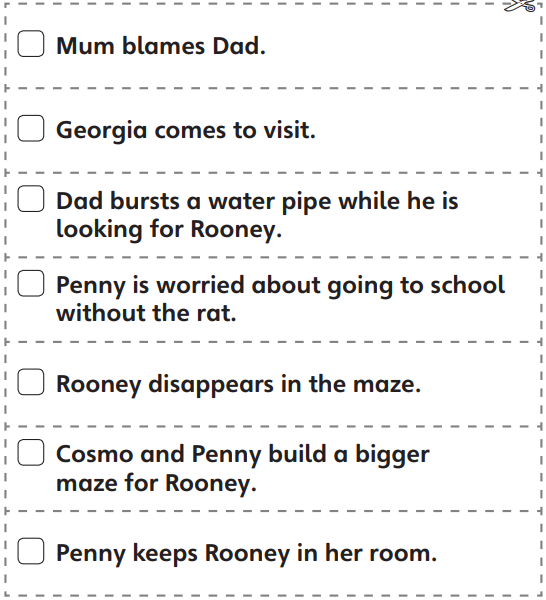 Mum blames Dad.
Georgia comes to visit.
Dad bursts a water pipe while he is
looking for Rooney.
Penny is worried about going to school
without the rat.
Rooney disappears in the maze.
Cosmo and Penny build a bigger
maze for Rooney.
Penny keeps Rooney in her room.